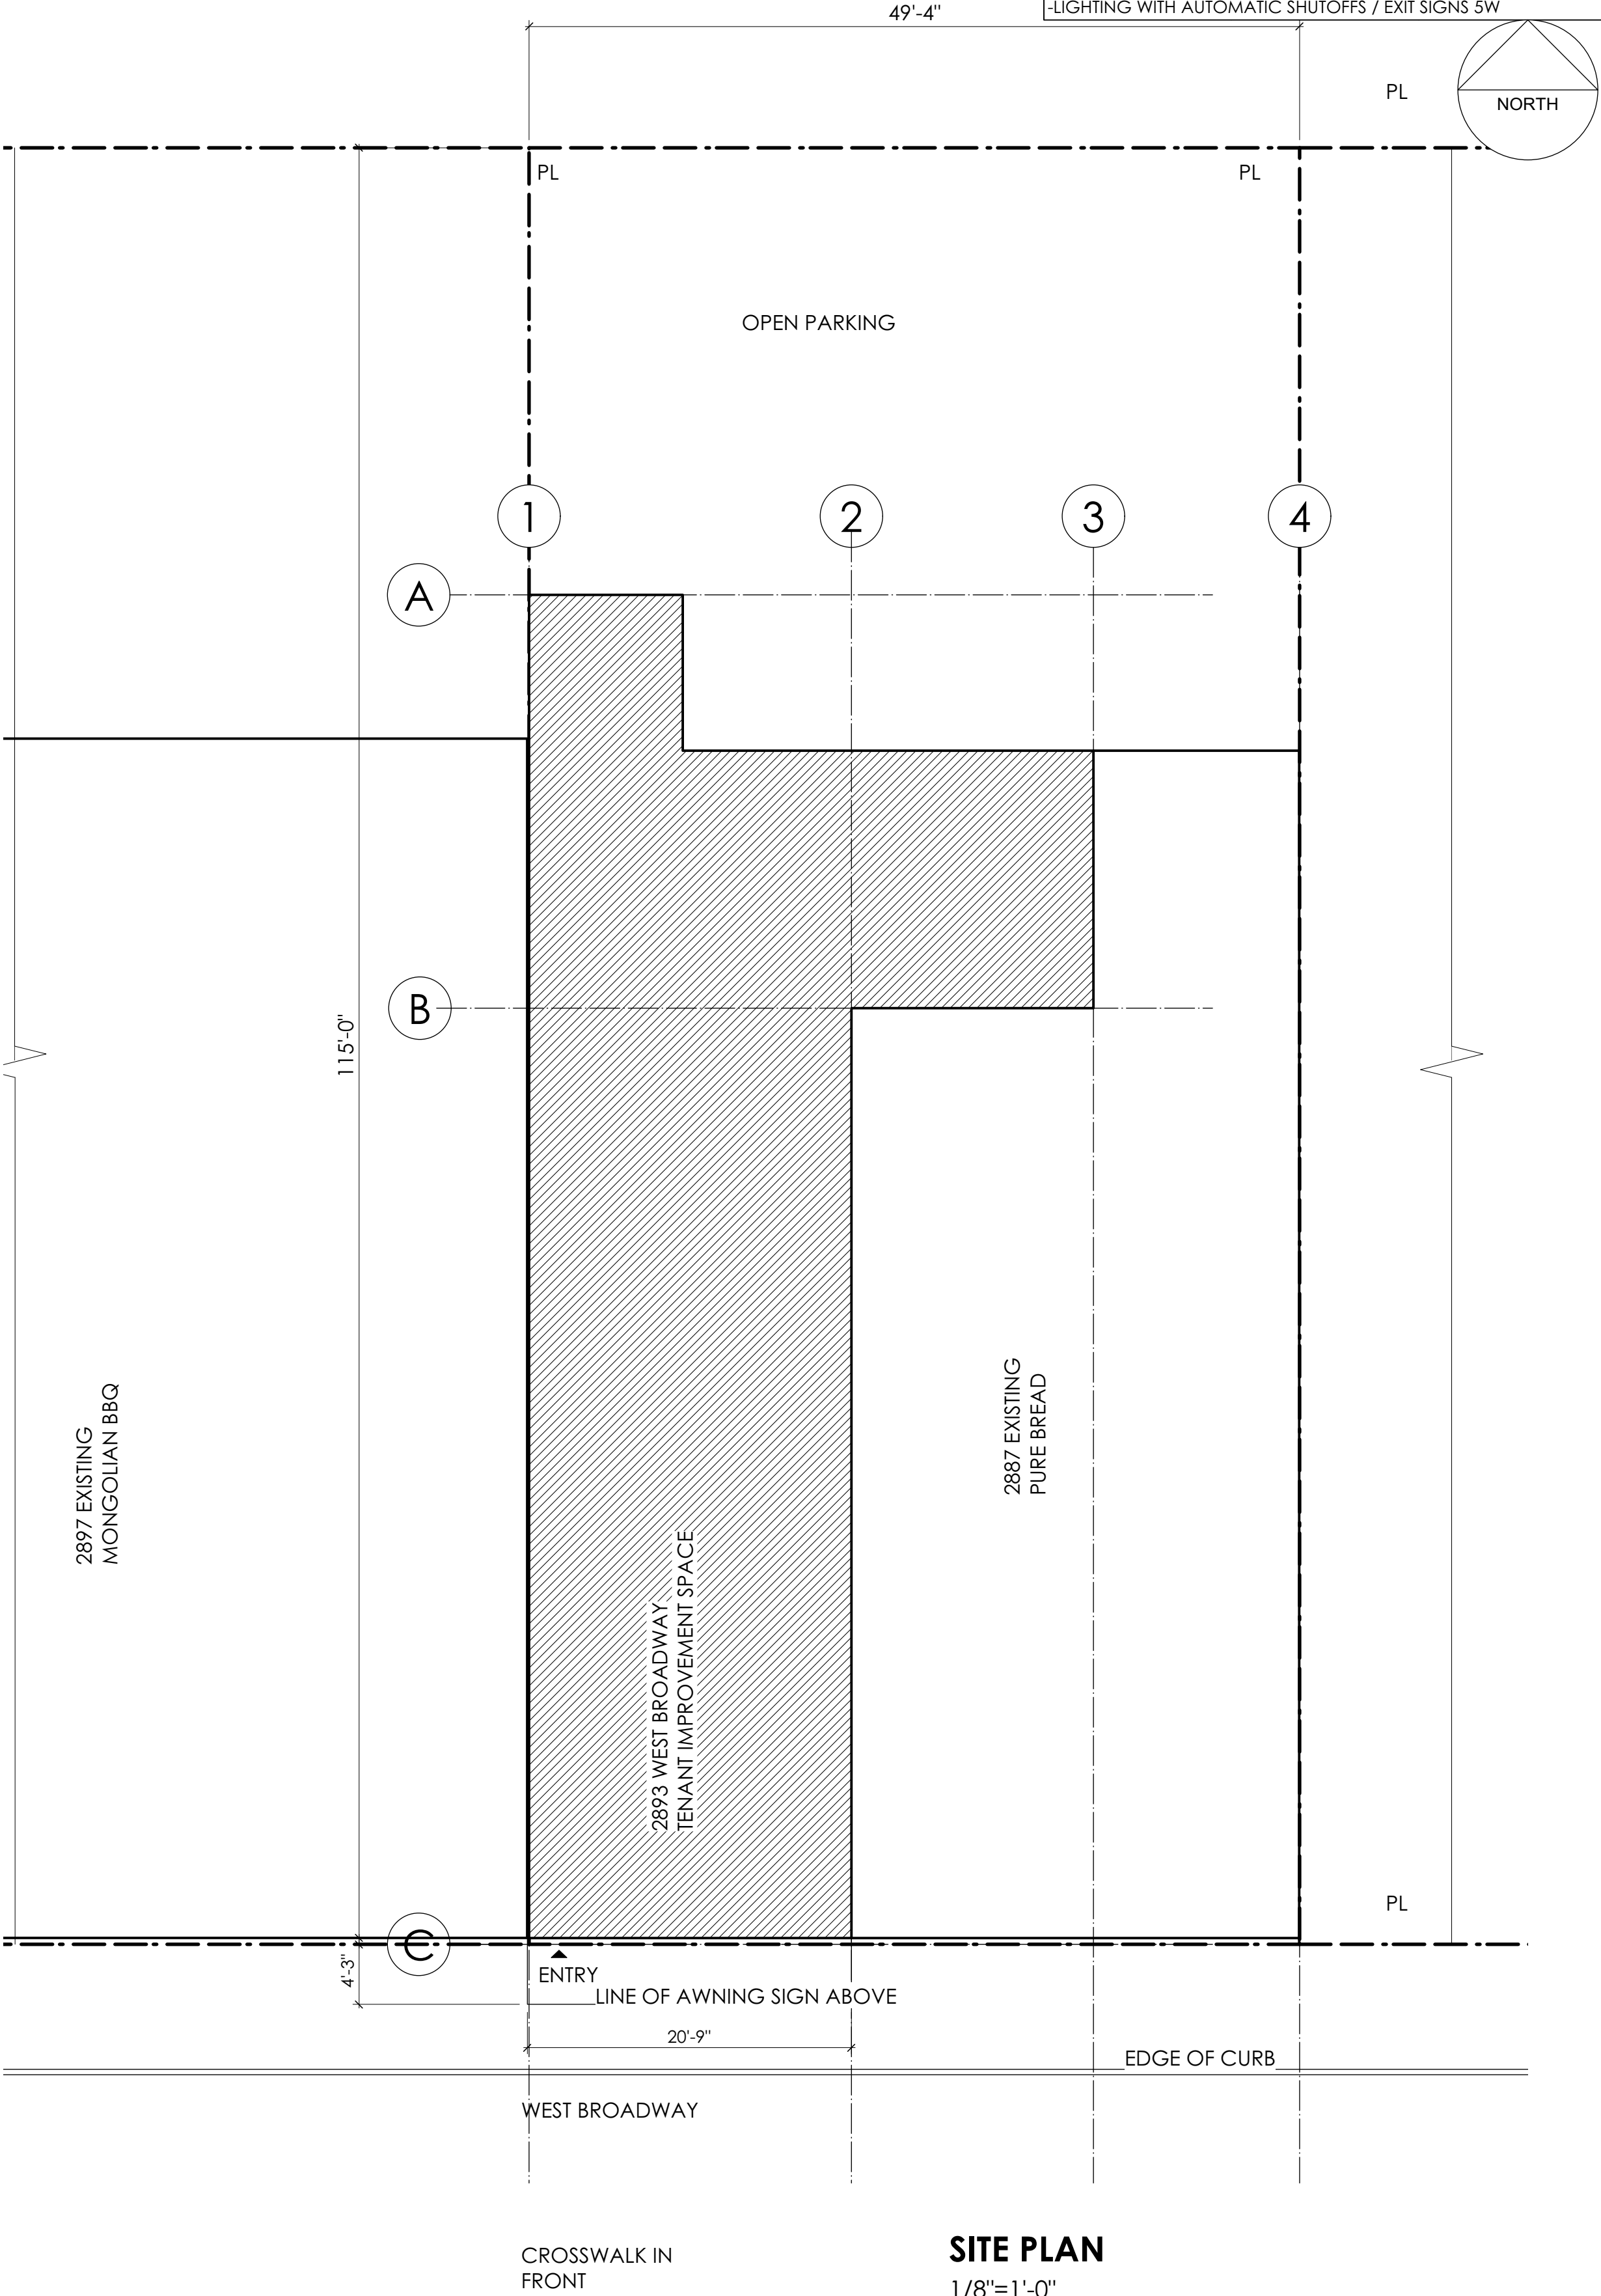 -LIGHTING WITH AUTOMATIC SHUTOFFS / EXIT SIGNS 5W
49'-4"
PL
NORTH
PL
PL
OPEN PARKING
1
2
3
4
A
B
115'-0"
2897 EXISTING
MONGOLIAN BBQ
2887 EXISTING
PURE BREAD
2893 WEST BROADWAY
TENANT IMPROVEMENT SPACE
PL
C
4'-3"
ENTRY
LINE OF AWNING SIGN ABOVE
20'-9"
EDGE OF CURB
WEST BROADWAY
CROSSWALK IN
FRONT
SITE PLAN
1/8"=1'-0"